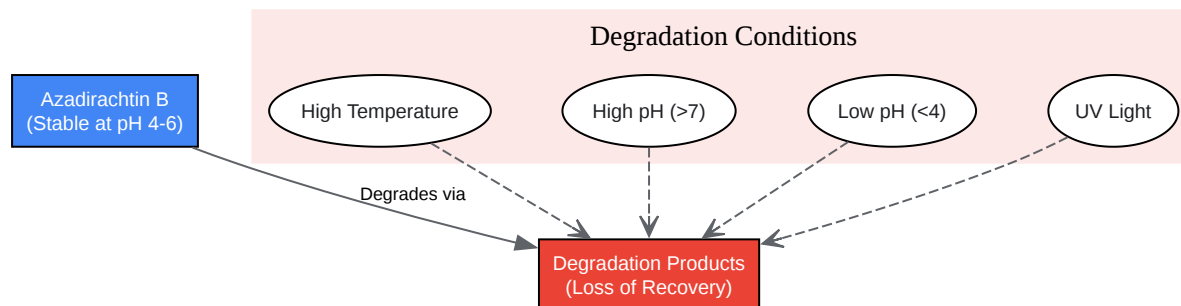 Degradation Conditions
Azadirachtin B
(Stable at pH 4-6)
High Temperature
High pH (>7)
Low pH (<4)
UV Light
Degrades via
Degradation Products
(Loss of Recovery)